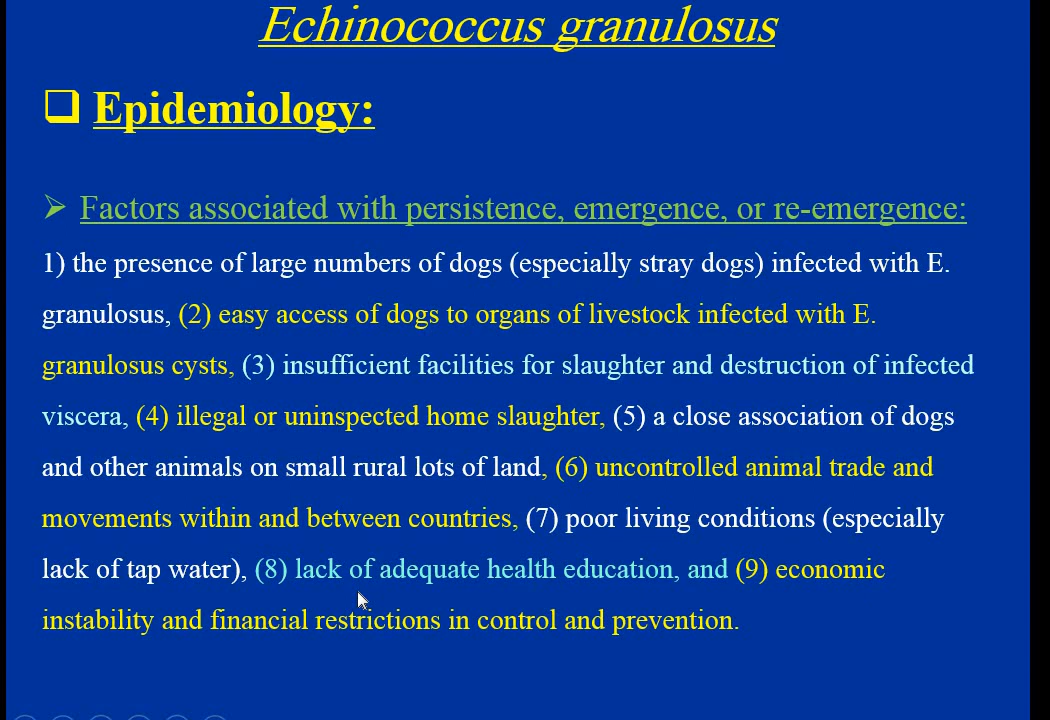 Echinococcus granulosus
❑ Epidemiology:
➢ Factors associated with persistence, emergence, or re-emergence:
1) the presence of large numbers of dogs (especially stray dogs) infected with E.
granulosus, (2) easy access of dogs to organs of livestock infected with E.
granulosus cysts, (3) insufficient facilities for slaughter and destruction of infected
viscera, (4) illegal or uninspected home slaughter, (5) a close association of dogs
and other animals on small rural lots of land, (6) uncontrolled animal trade and
movements within and between countries, (7) poor living conditions (especially
lack of tap water), (8) lack of adequate health education, and (9) economic
instability and financial restrictions in control and prevention.